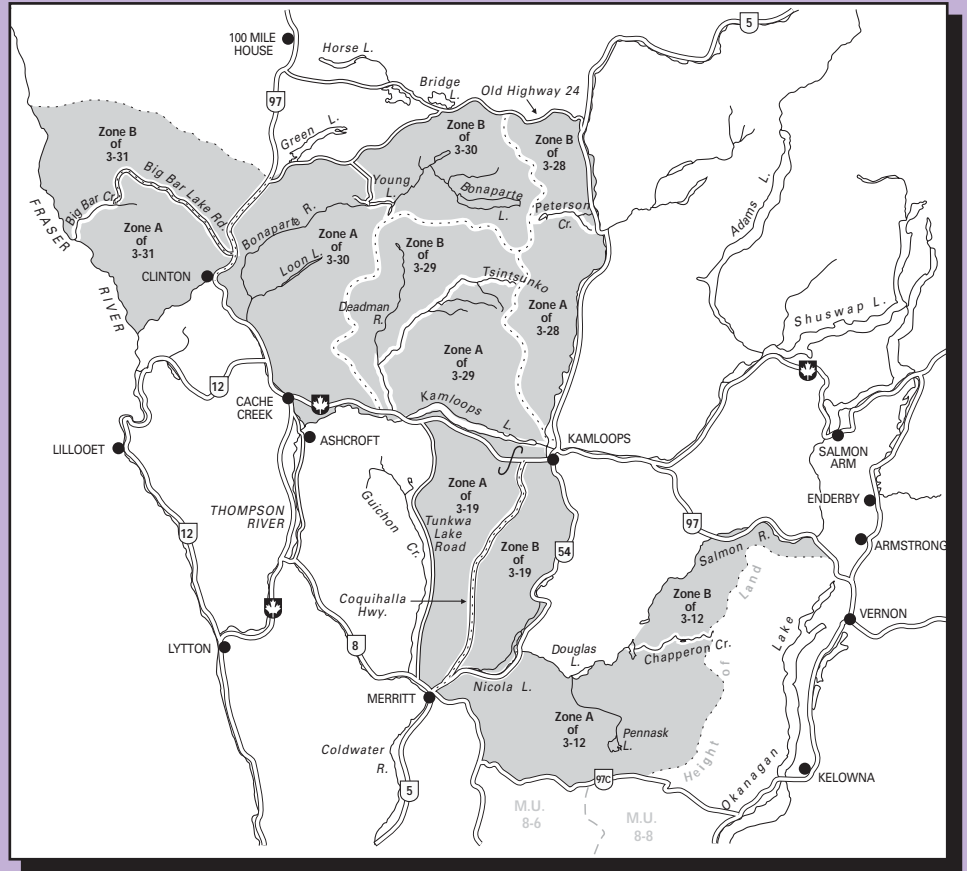 5
100 MILE
HOUSE
Horse L.
Bridge
L.
Old Highway 24
97
Green L.
Zone B
of
3-31
Zone B
of
3-30
Zone B
of
3-28
Big Bar Lake Rd.
Big Bar Cr.
Young
L.
Bonaparte
L.
Peterson
Cr.
Adams L.
FRASER
RIVER
Zone A
of
3-31
Bonaparte R.
Loon L.
Zone A
of
3-30
Zone B
of
3-29
Tsintsunko
CLINTON
Deadman
R.
Zone A
of
3-28
Shuswap L.
Zone A
of
3-29
12
CACHE
CREEK
Kamloops
L.
KAMLOOPS
ASHCROFT
LILLOOET
SALMON
ARM
Guichon
Cr.
Zone A
of
3-19
ENDERBY
THOMPSON
RIVER
Tunkwa
Lake
Road
97
12
Zone B
of
3-19
54
Salmon R.
ARMSTRONG
Height of Land
Coquihalla
Hwy.
Zone B
of
3-12
VERNON
LYTTON
8
Douglas
L.
Chapperon Cr.
Okanagan Lake
MERRITT
Nicola L.
Zone A
of
3-12
Pennask
L.
Coldwater
R.
5
97C
KELOWNA
M.U.
8-6
M.U.
8-8